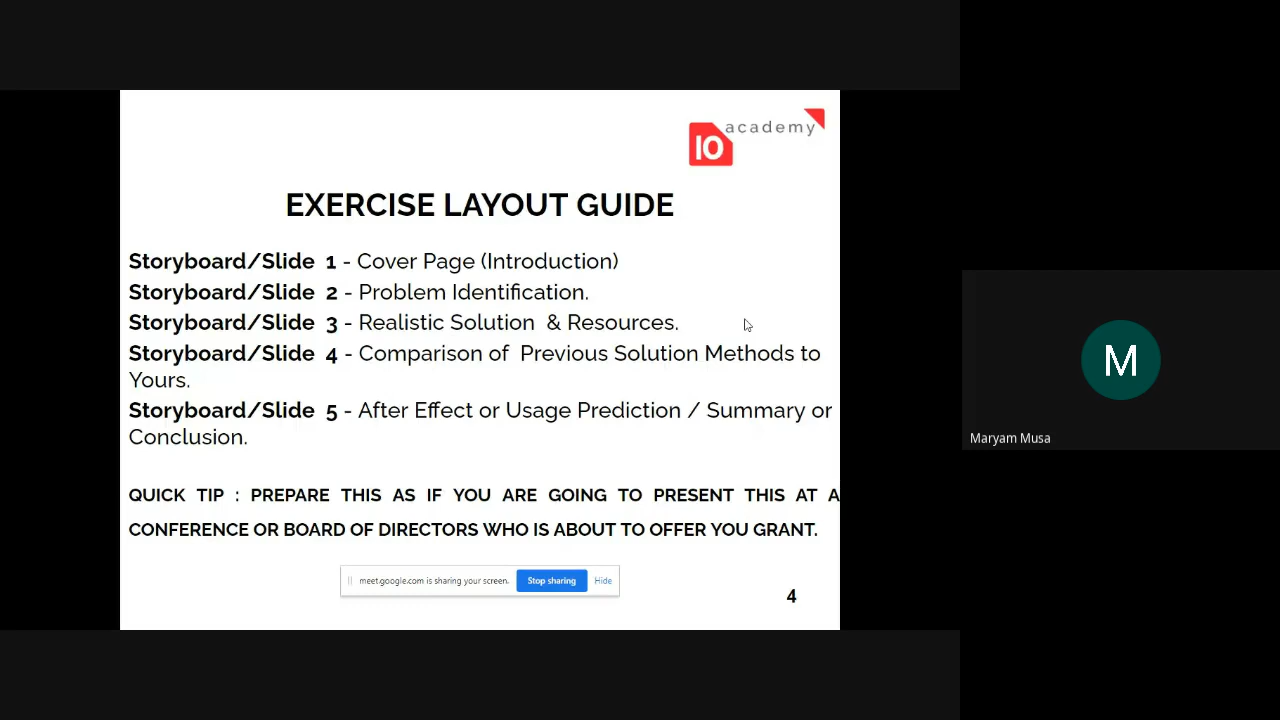 academy
10
EXERCISE LAYOUT GUIDE
Storyboard/Slide 1 - Cover Page (Introduction)
Storyboard/Slide 2 - Problem Identification.
Storyboard/Slide 3 - Realistic Solution & Resources.
Storyboard/Slide 4 - Comparison of Previous Solution Methods to
Yours.
Storyboard/Slide 5 - After Effect or Usage Prediction / Summary or
Conclusion.
QUICK TIP : PREPARE THIS AS IF YOU ARE GOING TO PRESENT THIS AT A
CONFERENCE OR BOARD OF DIRECTORS WHO IS ABOUT TO OFFER YOU GRANT.
meet.google.com is sharing your screen. Stop sharing Hide
4
M
Maryam Musa